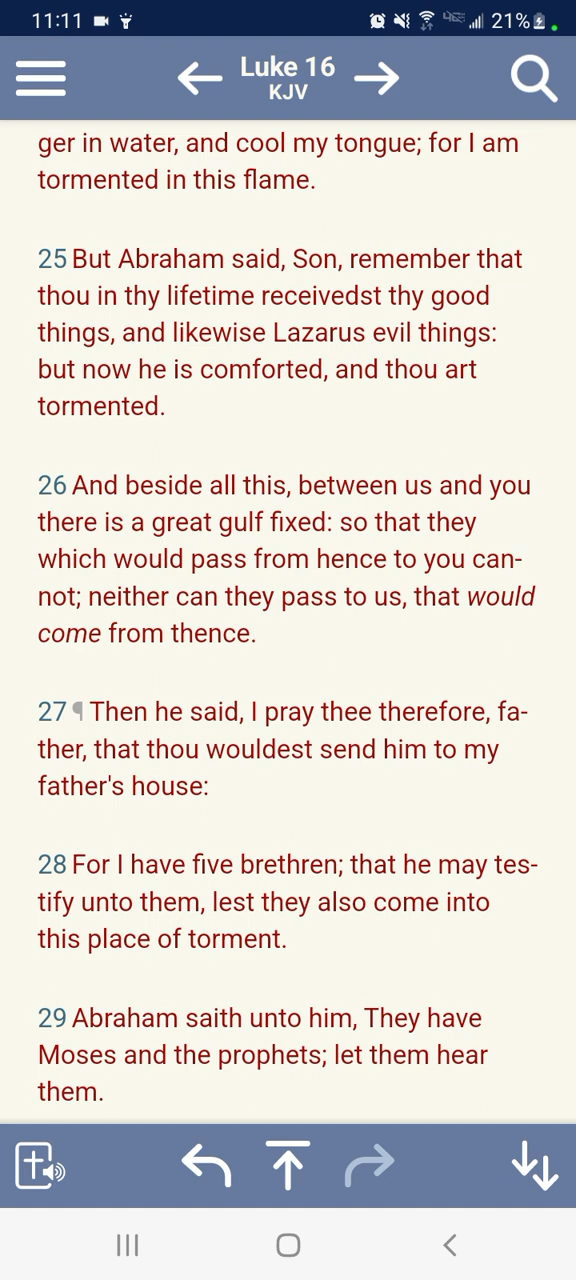 11:11 21%
Luke 16
KJV
ger in water, and cool my tongue; for I am
tormented in this flame.
25 But Abraham said, Son, remember that
thou in thy lifetime receivedst thy good
things, and likewise Lazarus evil things:
but now he is comforted, and thou art
tormented.
26 And beside all this, between us and you
there is a great gulf fixed: so that they
which would pass from hence to you can-
not; neither can they pass to us, that would
come from thence.
27 ¶ Then he said, I pray thee therefore, fa-
ther, that thou wouldest send him to my
father's house:
28 For I have five brethren; that he may tes-
tify unto them, lest they also come into
this place of torment.
29 Abraham saith unto him, They have
Moses and the prophets; let them hear
them.